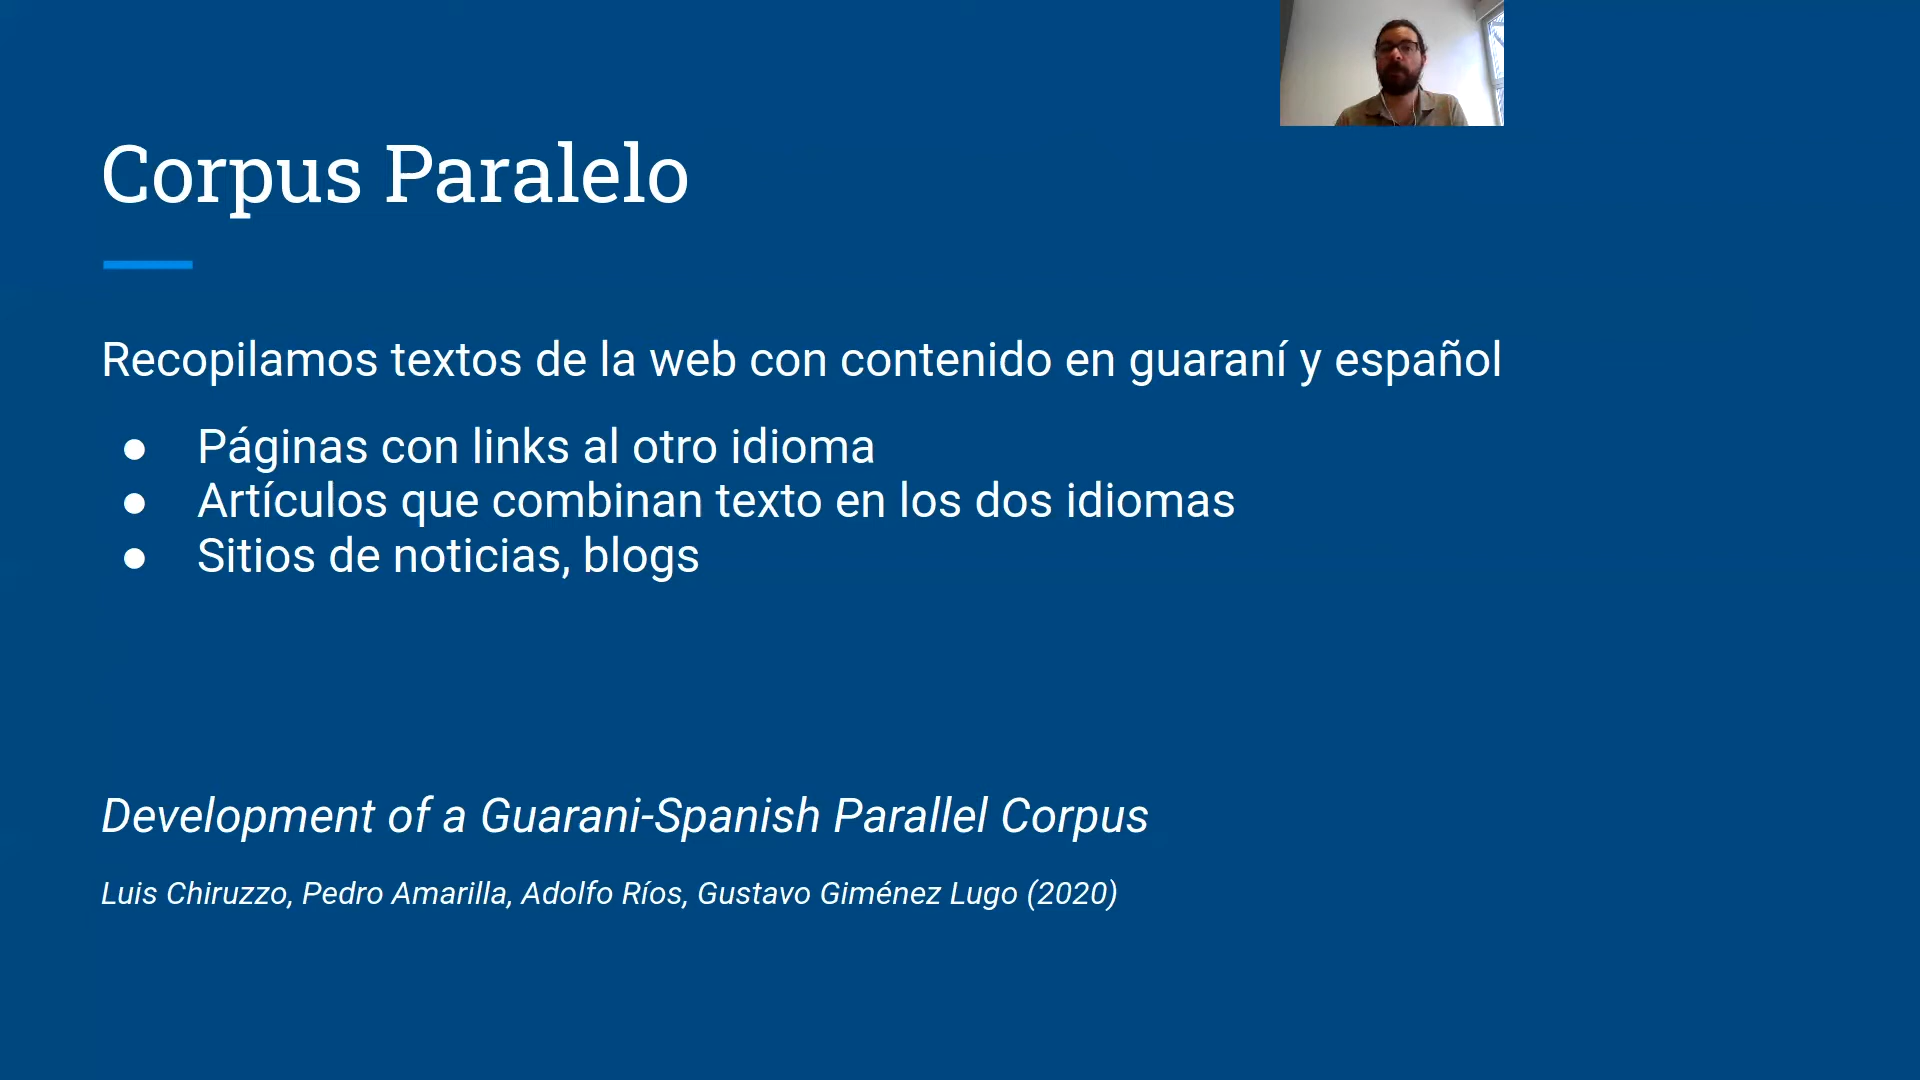 Corpus Paralelo
Recopilamos textos de la web con contenido en guaraní y español
● Páginas con links al otro idioma
● Artículos que combinan texto en los dos idiomas
● Sitios de noticias, blogs
Development of a Guarani-Spanish Parallel Corpus
Luis Chiruzzo, Pedro Amarilla, Adolfo Ríos, Gustavo Giménez Lugo (2020)